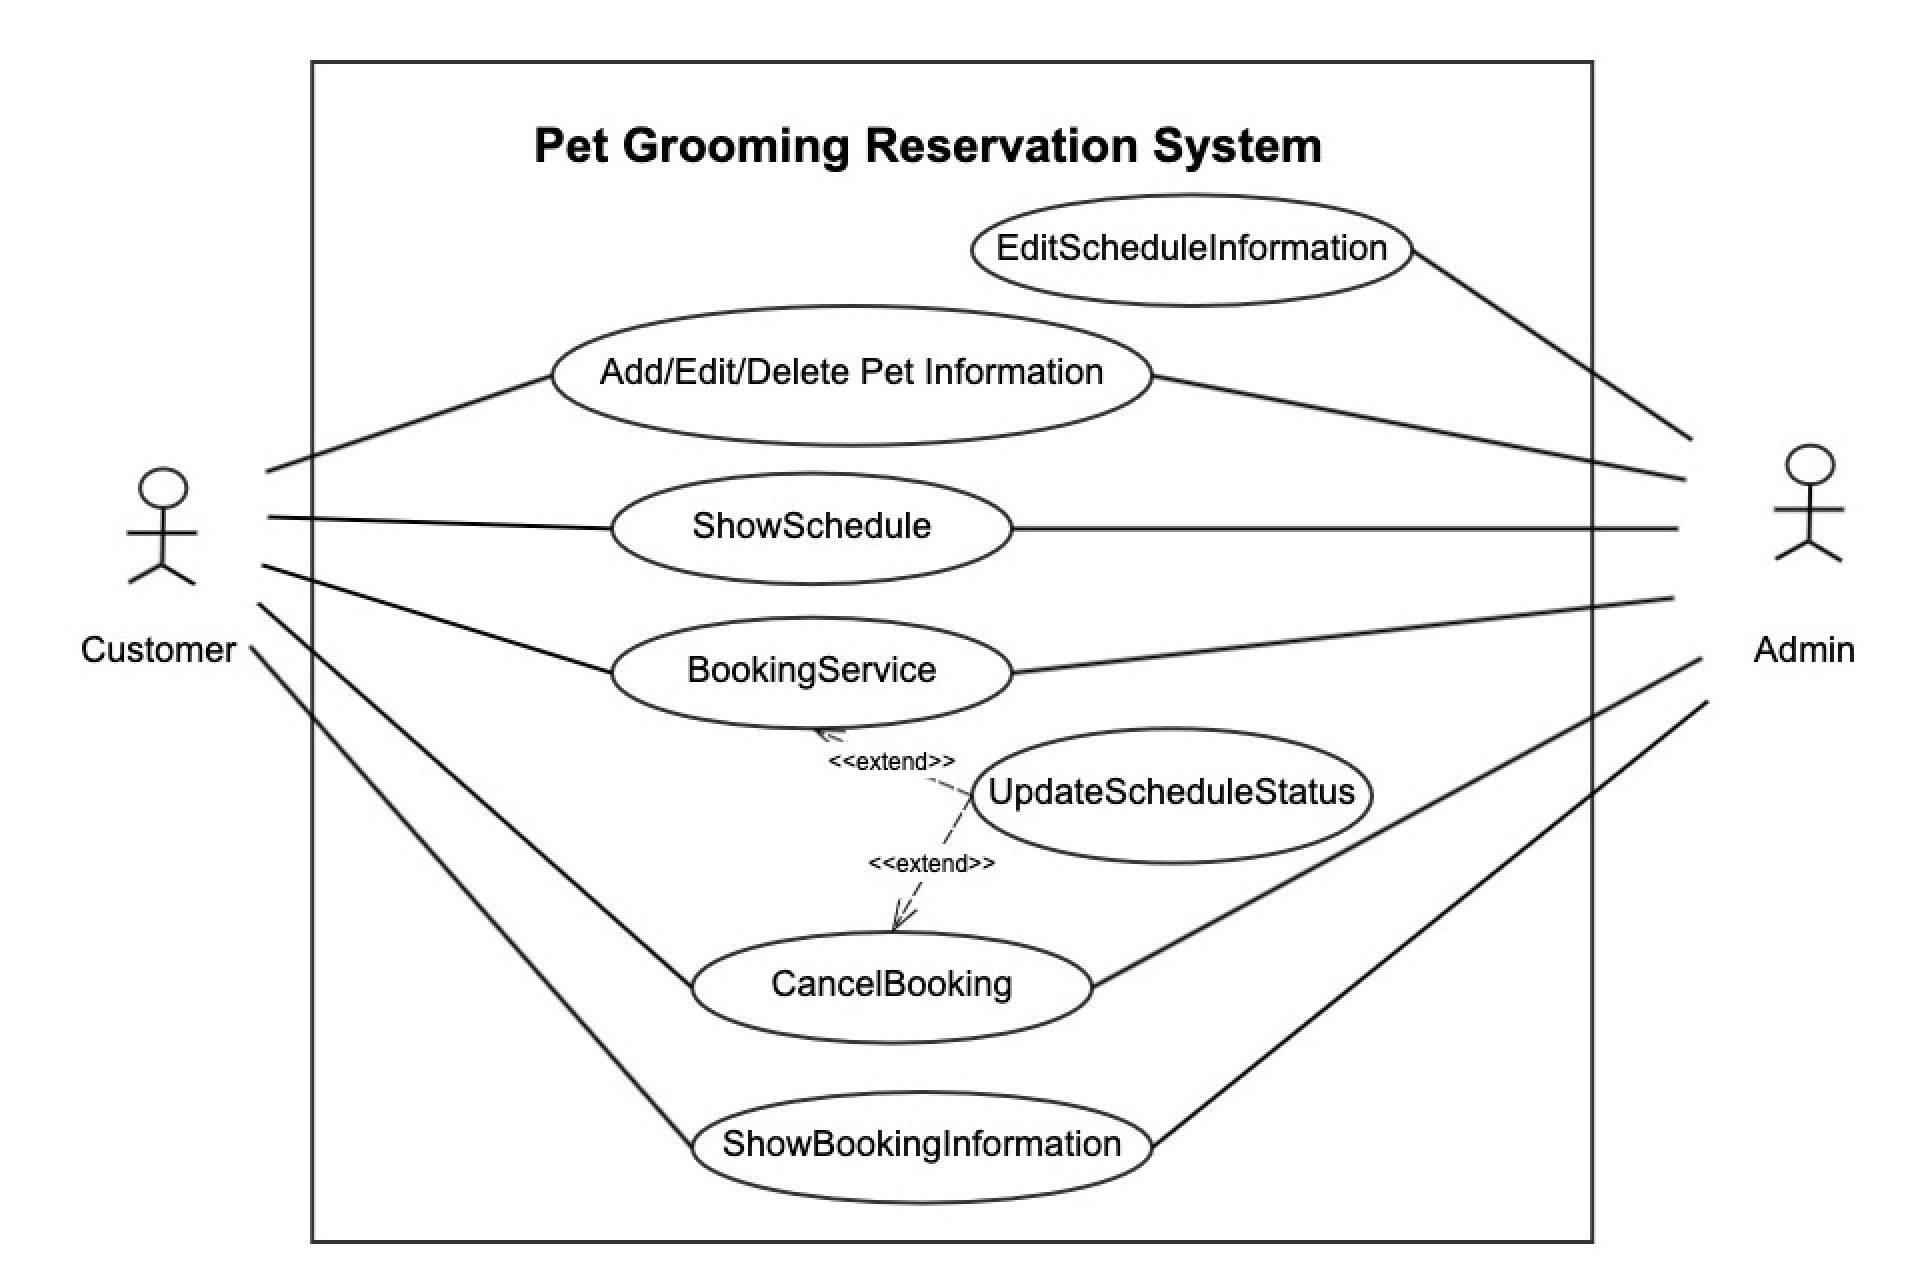 Pet Grooming Reservation System
EditScheduleInformation
Add/Edit/Delete Pet Information
ShowSchedule
Customer
BookingService
Admin
<<extend>>
UpdateScheduleStatus
<<extend>>
CancelBooking
ShowBookingInformation